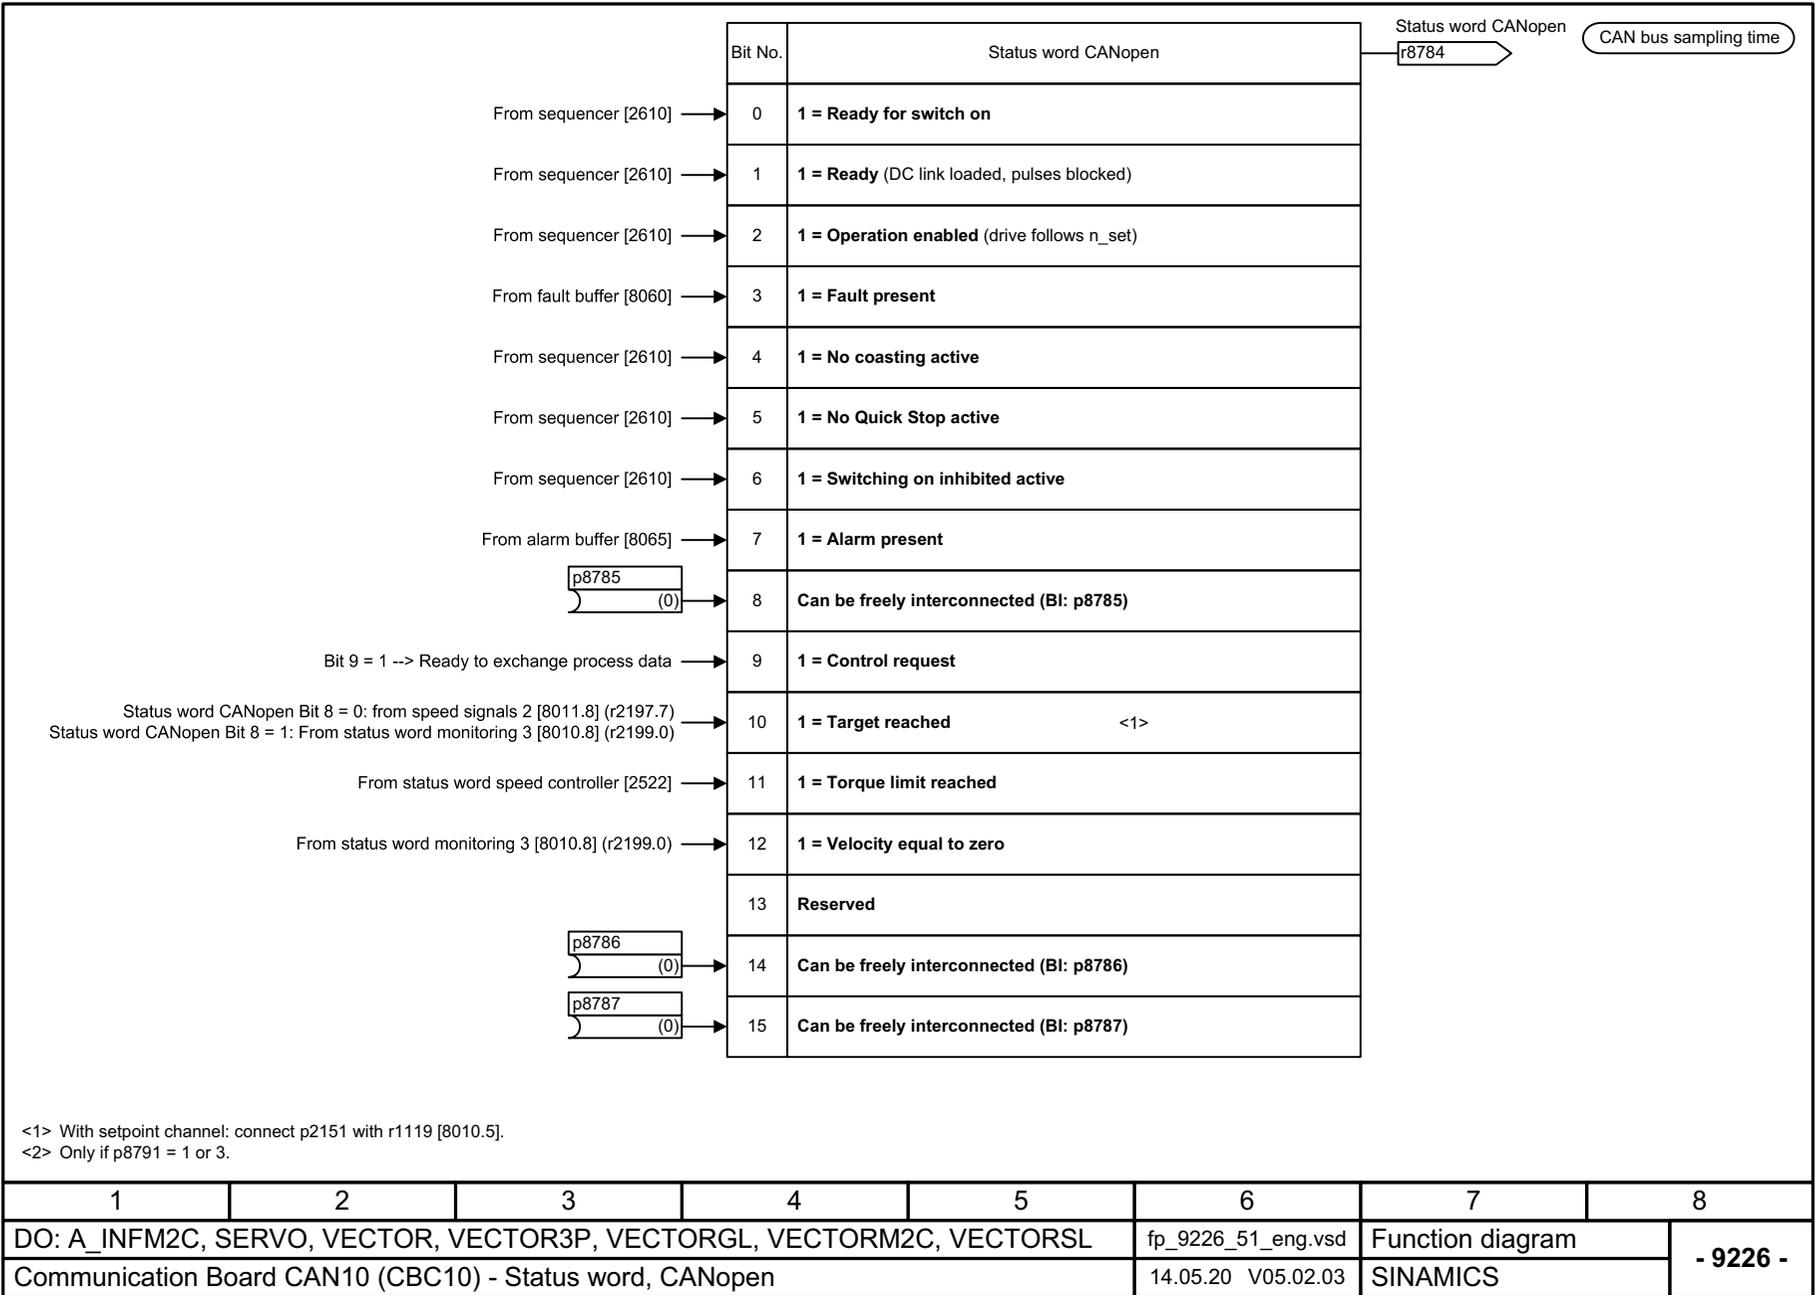 Status word CANopen
CAN bus sampling time
Bit No. Status word CANopen r8784
From sequencer [2610] 0 1 = Ready for switch on
From sequencer [2610] 1 1 = Ready (DC link loaded, pulses blocked)
From sequencer [2610] 2 1 = Operation enabled (drive follows n_set)
From fault buffer [8060] 3 1 = Fault present
From sequencer [2610] 4 1 = No coasting active
From sequencer [2610] 5 1 = No Quick Stop active
From sequencer [2610] 6 1 = Switching on inhibited active
From alarm buffer [8065] 7 1 = Alarm present
p8785
(0) 8 Can be freely interconnected (BI: p8785)
Bit 9 = 1 --> Ready to exchange process data 9 1 = Control request
Status word CANopen Bit 8 = 0: from speed signals 2 [8011.8] (r2197.7)
Status word CANopen Bit 8 = 1: From status word monitoring 3 [8010.8] (r2199.0)
10 1 = Target reached <1>
From status word speed controller [2522] 11 1 = Torque limit reached
From status word monitoring 3 [8010.8] (r2199.0) 12 1 = Velocity equal to zero
13 Reserved
p8786
(0) 14 Can be freely interconnected (BI: p8786)
p8787
(0) 15 Can be freely interconnected (BI: p8787)
<1> With setpoint channel: connect p2151 with r1119 [8010.5].
<2> Only if p8791 = 1 or 3.
1 2 3 4 5 6 7 8
DO: A_INFM2C, SERVO, VECTOR, VECTOR3P, VECTORGL, VECTORM2C, VECTORSL fp_9226_51_eng.vsd Function diagram
- 9226 -
Communication Board CAN10 (CBC10) - Status word, CANopen 14.05.20 V05.02.03 SINAMICS